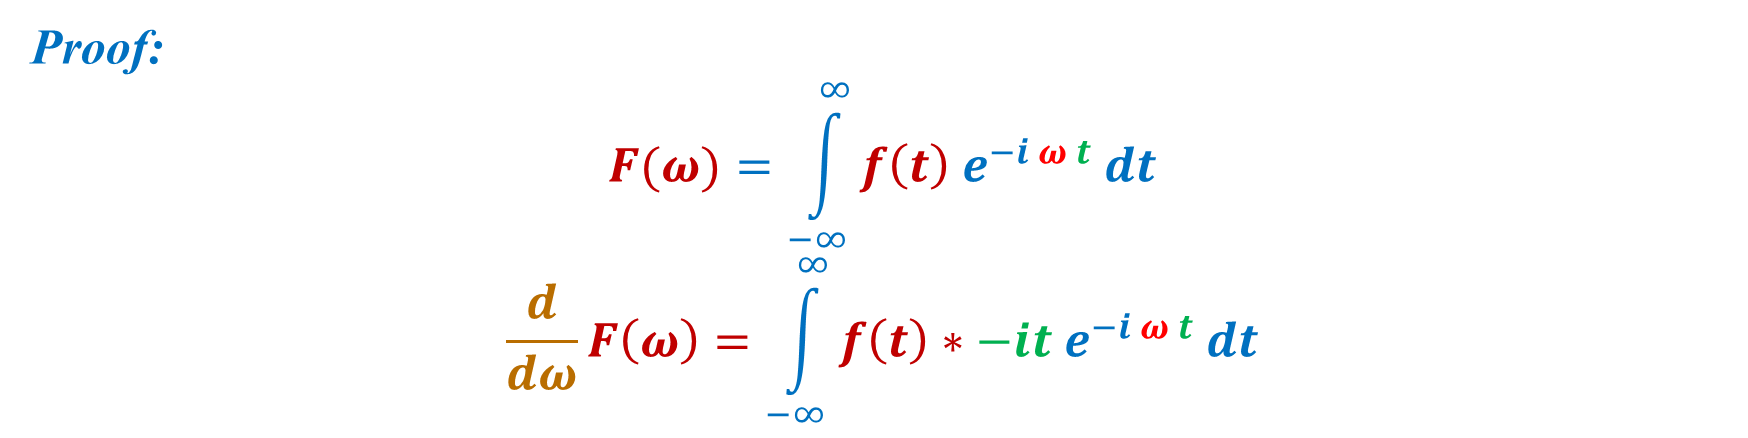 Proof:
F(ω) = ∫_{-∞}^{∞} f(t) e^{-i ω t} dt
d/dω F(ω) = ∫_{-∞}^{∞} f(t) * -it e^{-i ω t} dt